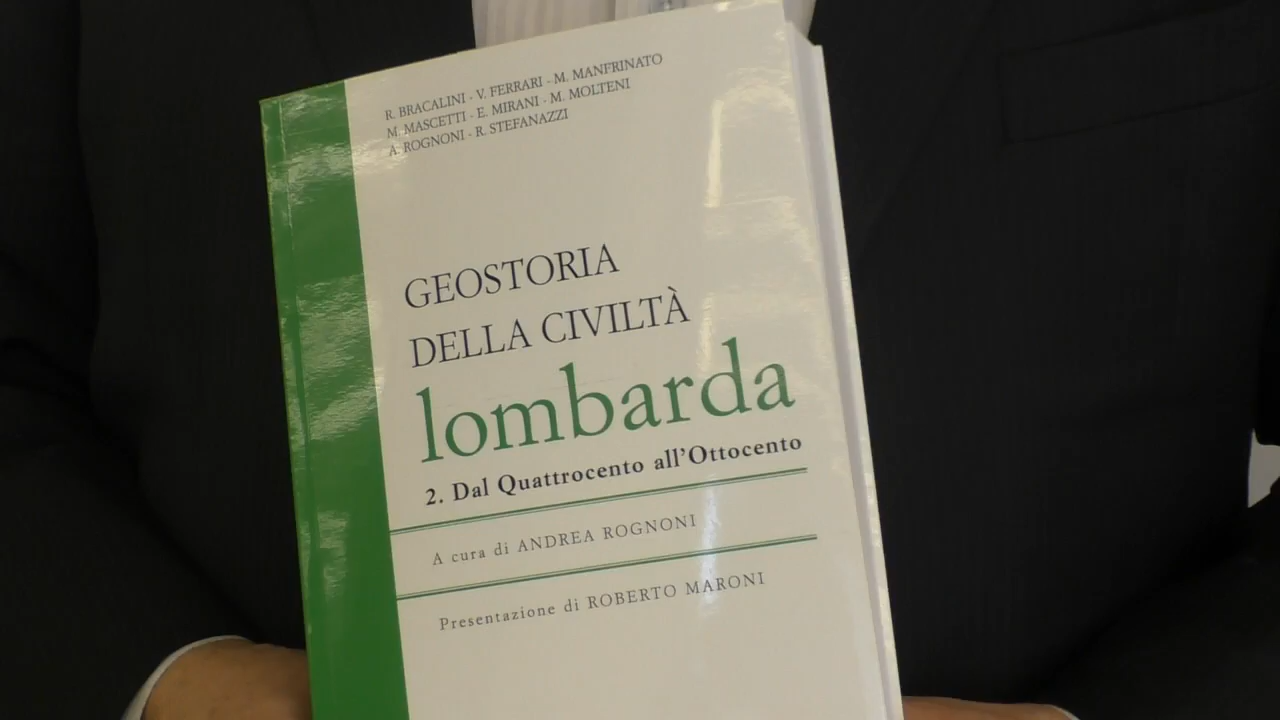 R. BRACALINI - V. FERRARI - M. MANFRINATO
M. MASCETTI - E. MIRANI - M. MOLTENI
A. ROGNONI - R. STEFANAZZI
GEOSTORIA
DELLA CIVILTÀ
lombarda
2. Dal Quattrocento all'Ottocento
A cura di ANDREA ROGNONI
Presentazione di ROBERTO MARONI